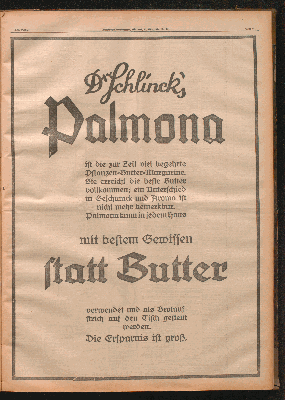 Dr. Schlinck's
Palmona
ist die zur Zeit viel begehrte
Pflanzen-Butter-Margarine.
Sie erreicht die beste Butter
vollkommen; ein Unterschied
in Geschmack und Aroma ist
nicht mehr bemerkbar.
Palmona kann in jedem Haus
mit bestem Gewissen
statt Butter
verwendet und als Brotauf-
strich auf den Tisch gestellt
werden.
Die Ersparnis ist groß.